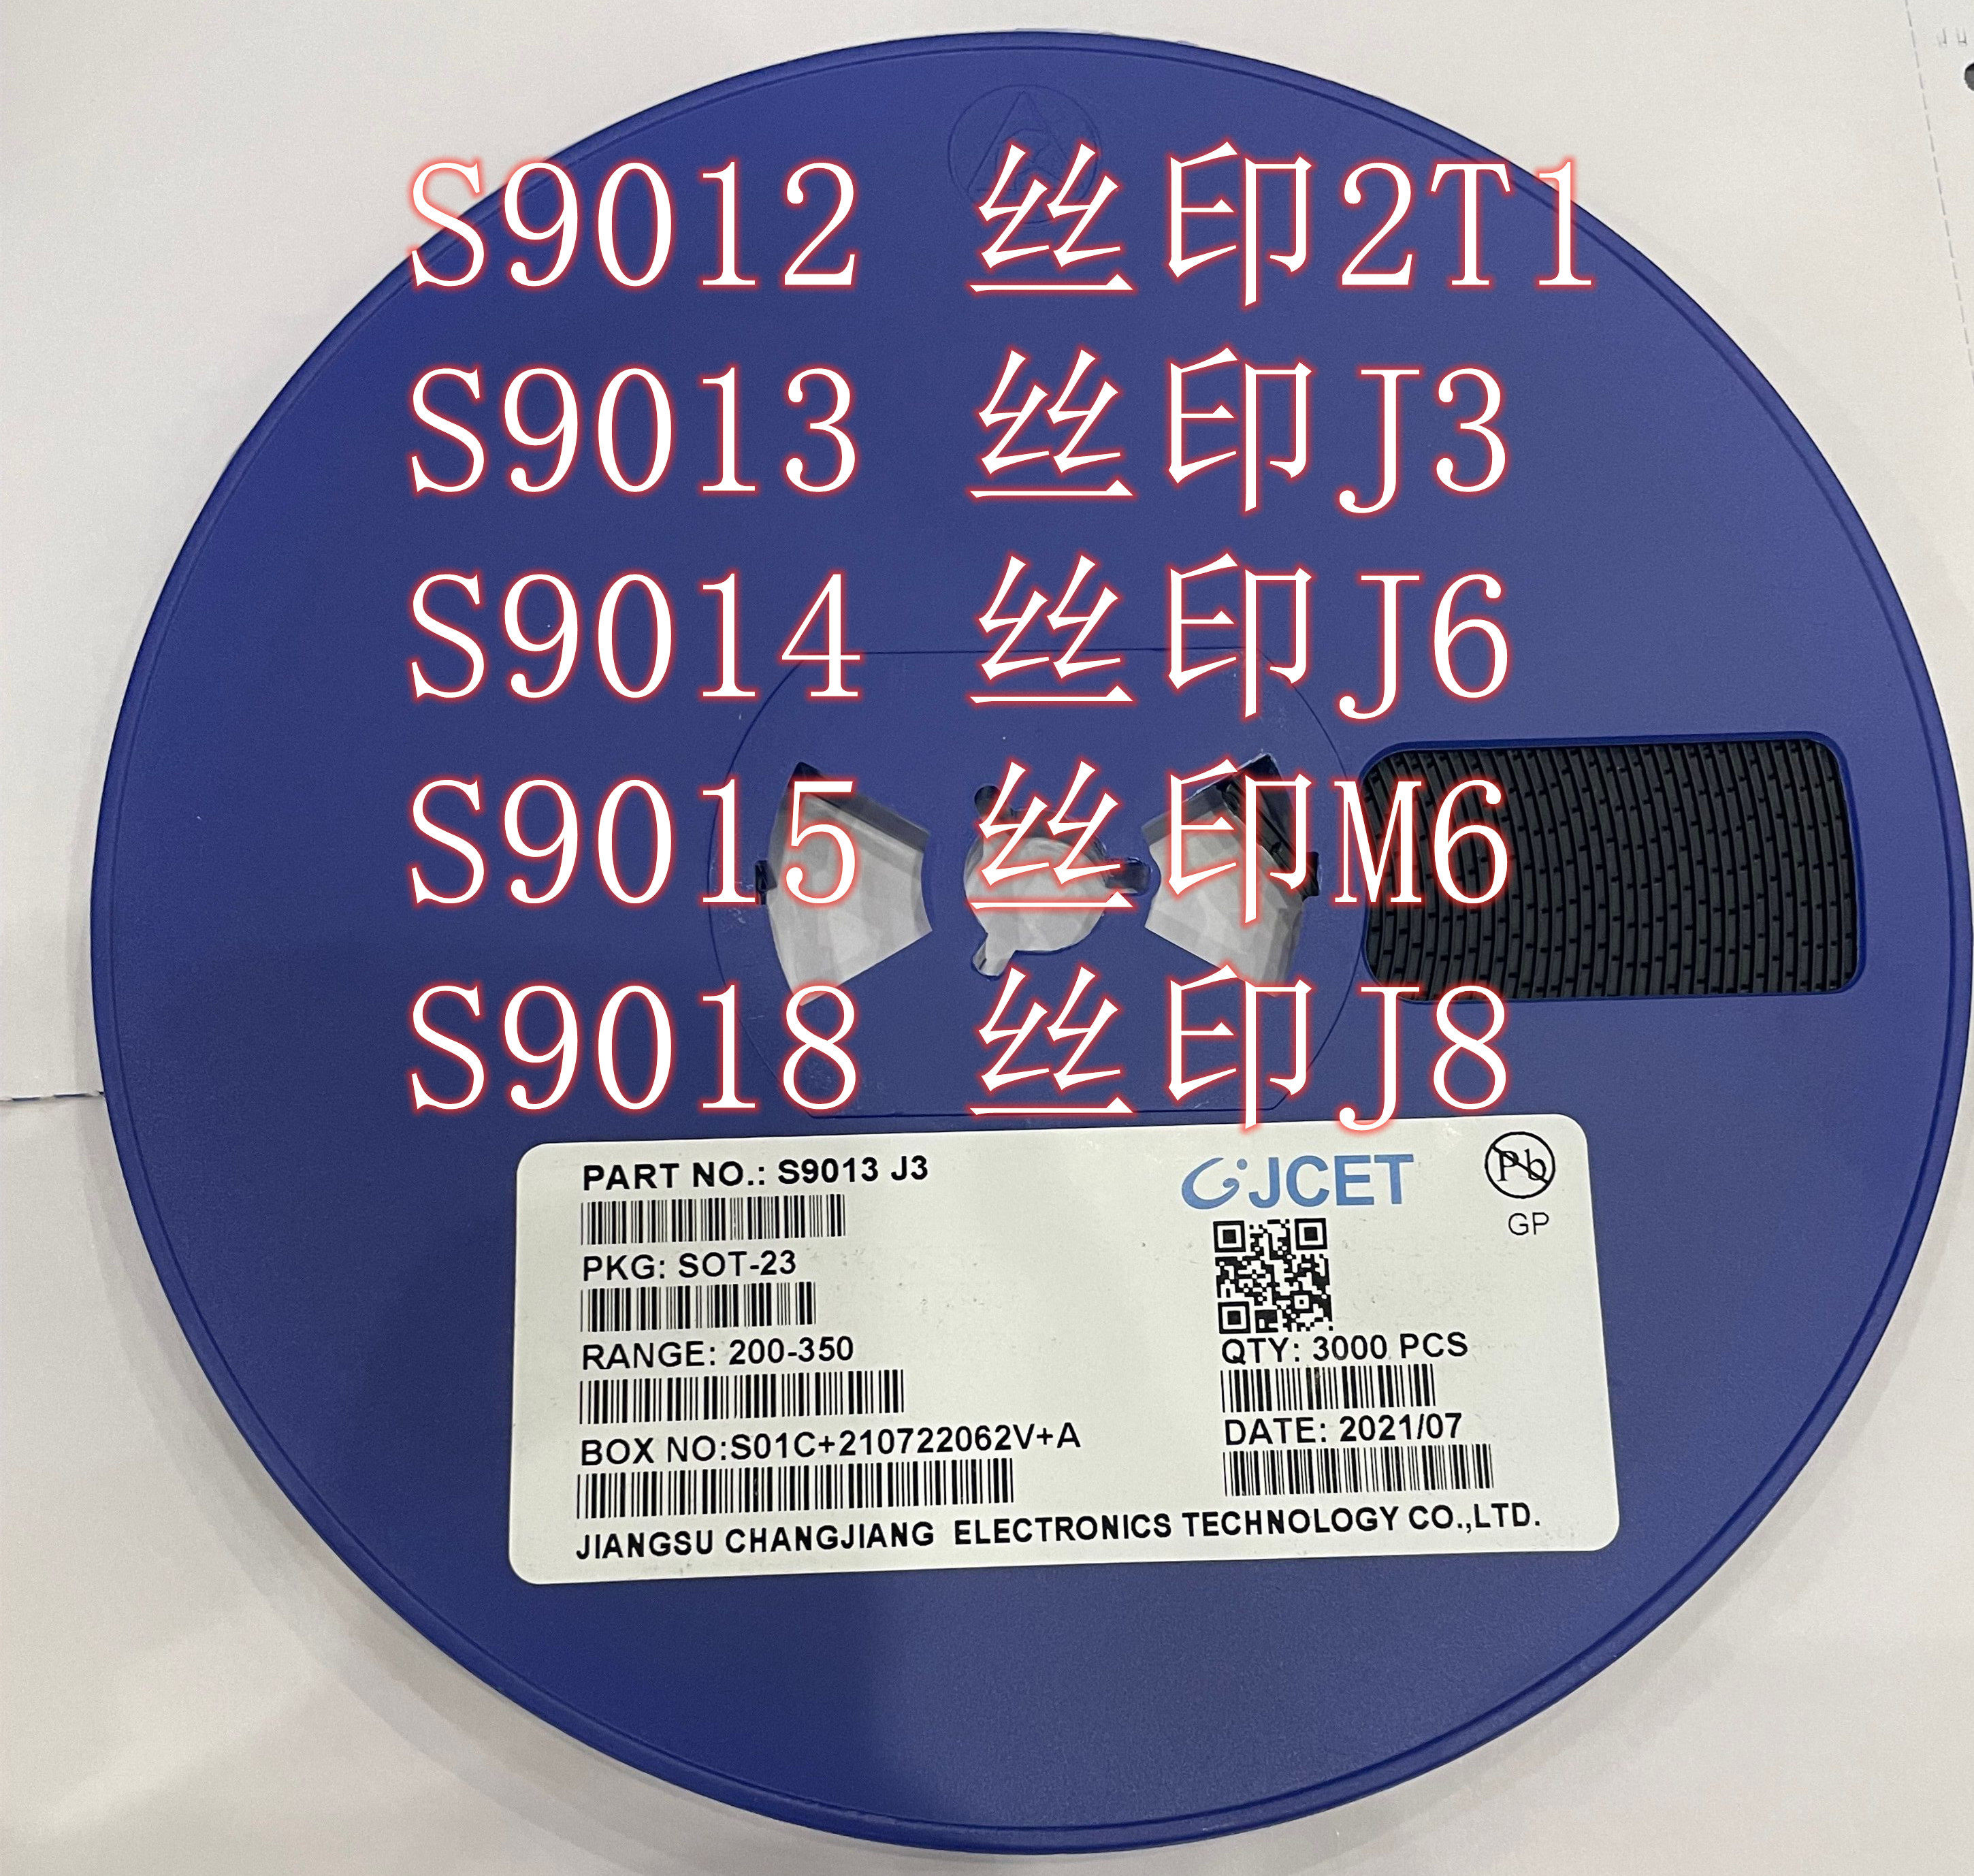 S9012 丝印2T1
S9013 丝印J3
S9014 丝印J6
S9015 丝印M6
S9018 丝印J8
PART NO.: S9013 J3
JCET
Pb
GP
PKG: SOT-23
RANGE: 200-350
QTY: 3000 PCS
BOX NO:S01C+210722062V+A
DATE: 2021/07
JIANGSU CHANGJIANG ELECTRONICS TECHNOLOGY CO.,LTD.